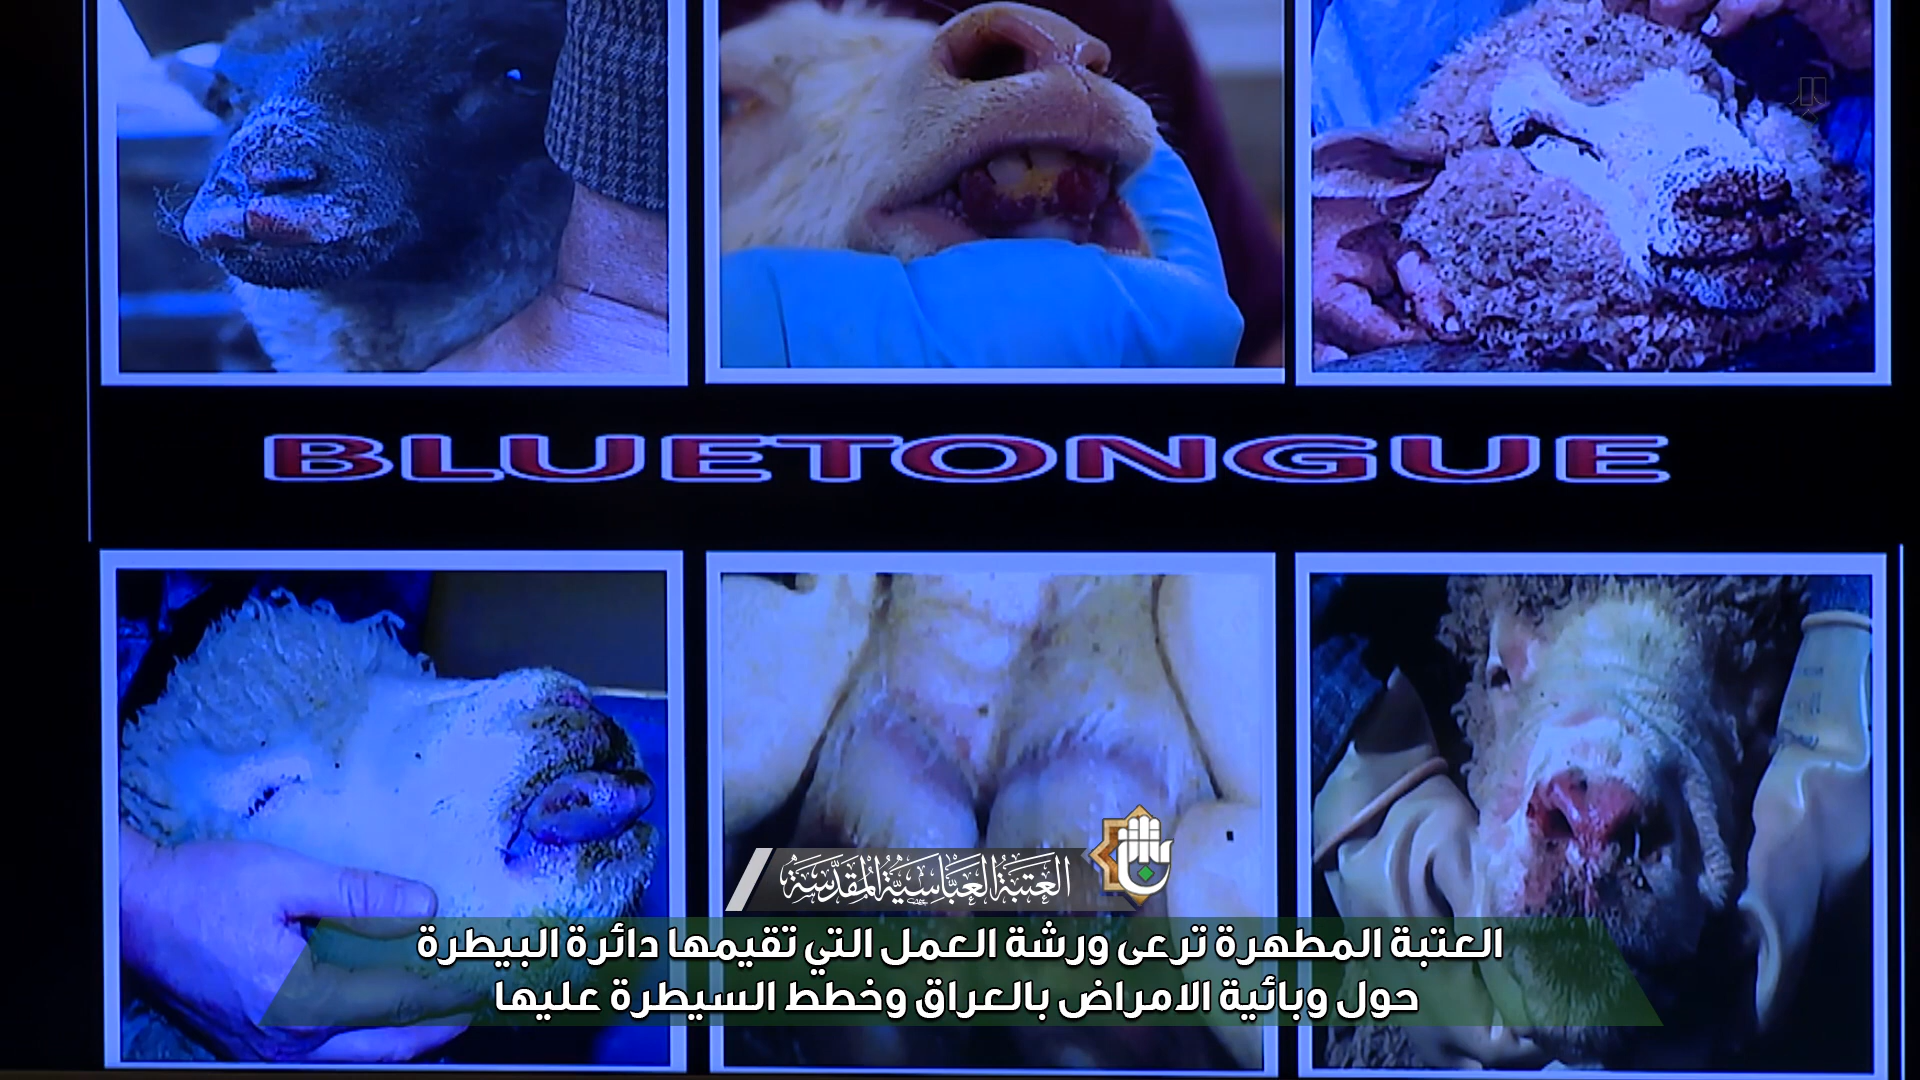 BLUETONGUE
العتبة العباسية المقدسة
العتبة المطهرة ترعى ورشة العمل التي تقيمها دائرة البيطرة
حول وبائية الامراض بالعراق وخطط السيطرة عليها